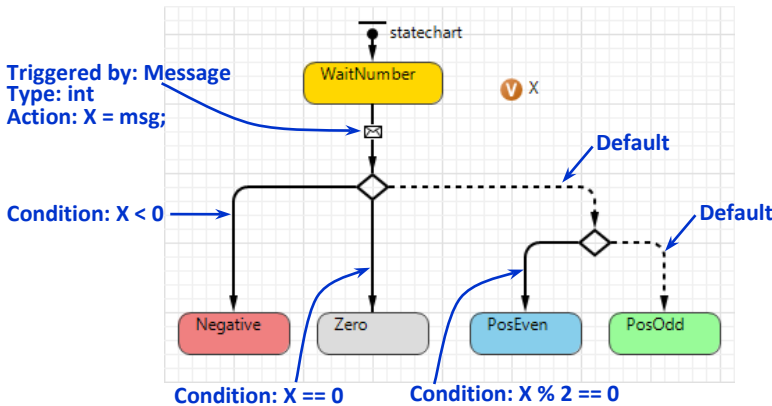 statechart
Triggered by: Message
Type: int
Action: X = msg;
WaitNumber
V X
Default
Condition: X < 0
Default
Negative
Zero
PosEven
PosOdd
Condition: X == 0
Condition: X % 2 == 0